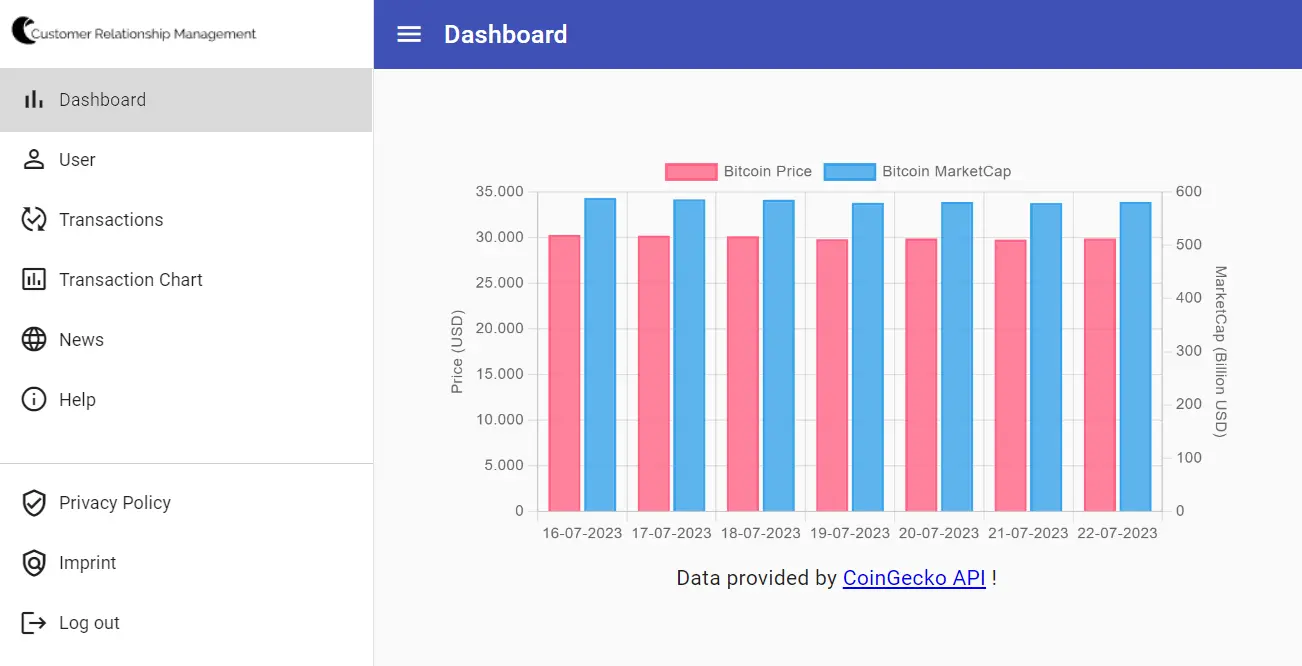 Customer Relationship Management
Dashboard
User
Transactions
Transaction Chart
News
Help
Privacy Policy
Imprint
Log out
Dashboard
Bitcoin Price
Bitcoin MarketCap
Price (USD)
35.000
30.000
25.000
20.000
15.000
10.000
5.000
0
600
500
400
300
200
100
0
MarketCap (Billion USD)
16-07-2023 17-07-2023 18-07-2023 19-07-2023 20-07-2023 21-07-2023 22-07-2023
Data provided by CoinGecko API !